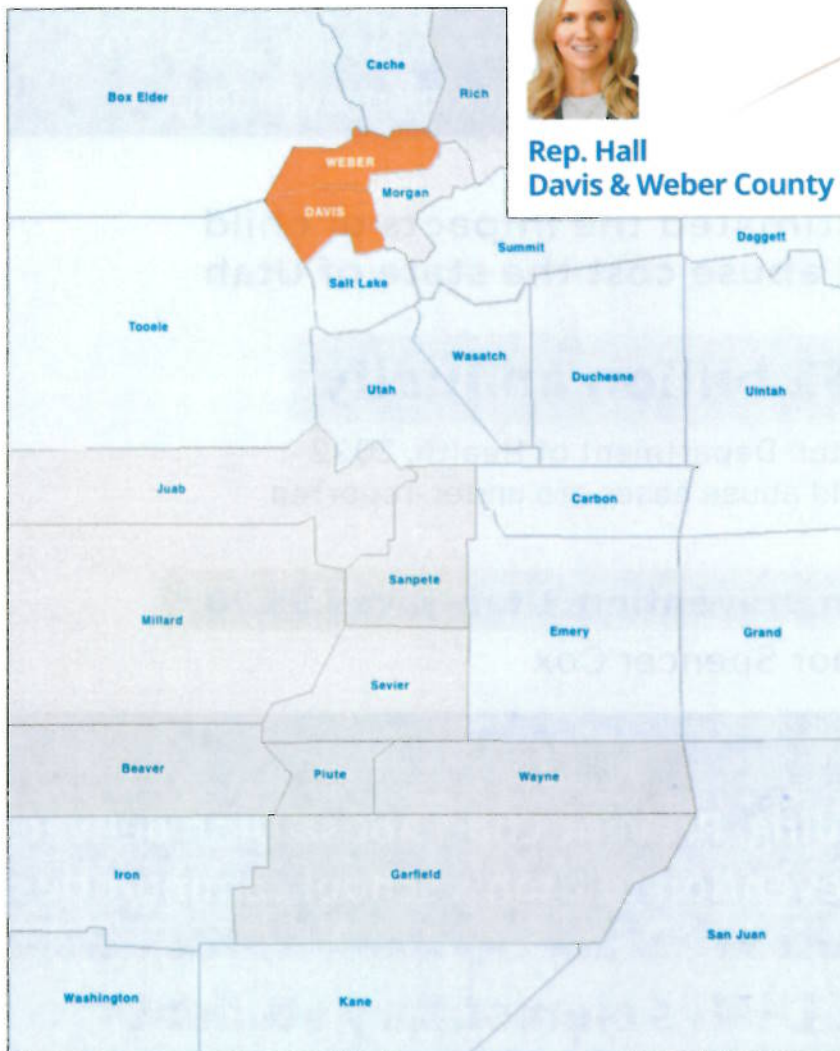 Cache
Box Elder
Rich
Rep. Hall
Davis & Weber County
WEBER
Morgan
DAVIS
Summit
Daggett
Salt Lake
Tooele
Wasatch
Duchesne
Utah
Uintah
Juab
Carbon
Sanpete
Millard
Emery
Grand
Sevier
Beaver
Piute
Wayne
Iron
Garfield
San Juan
Washington
Kane